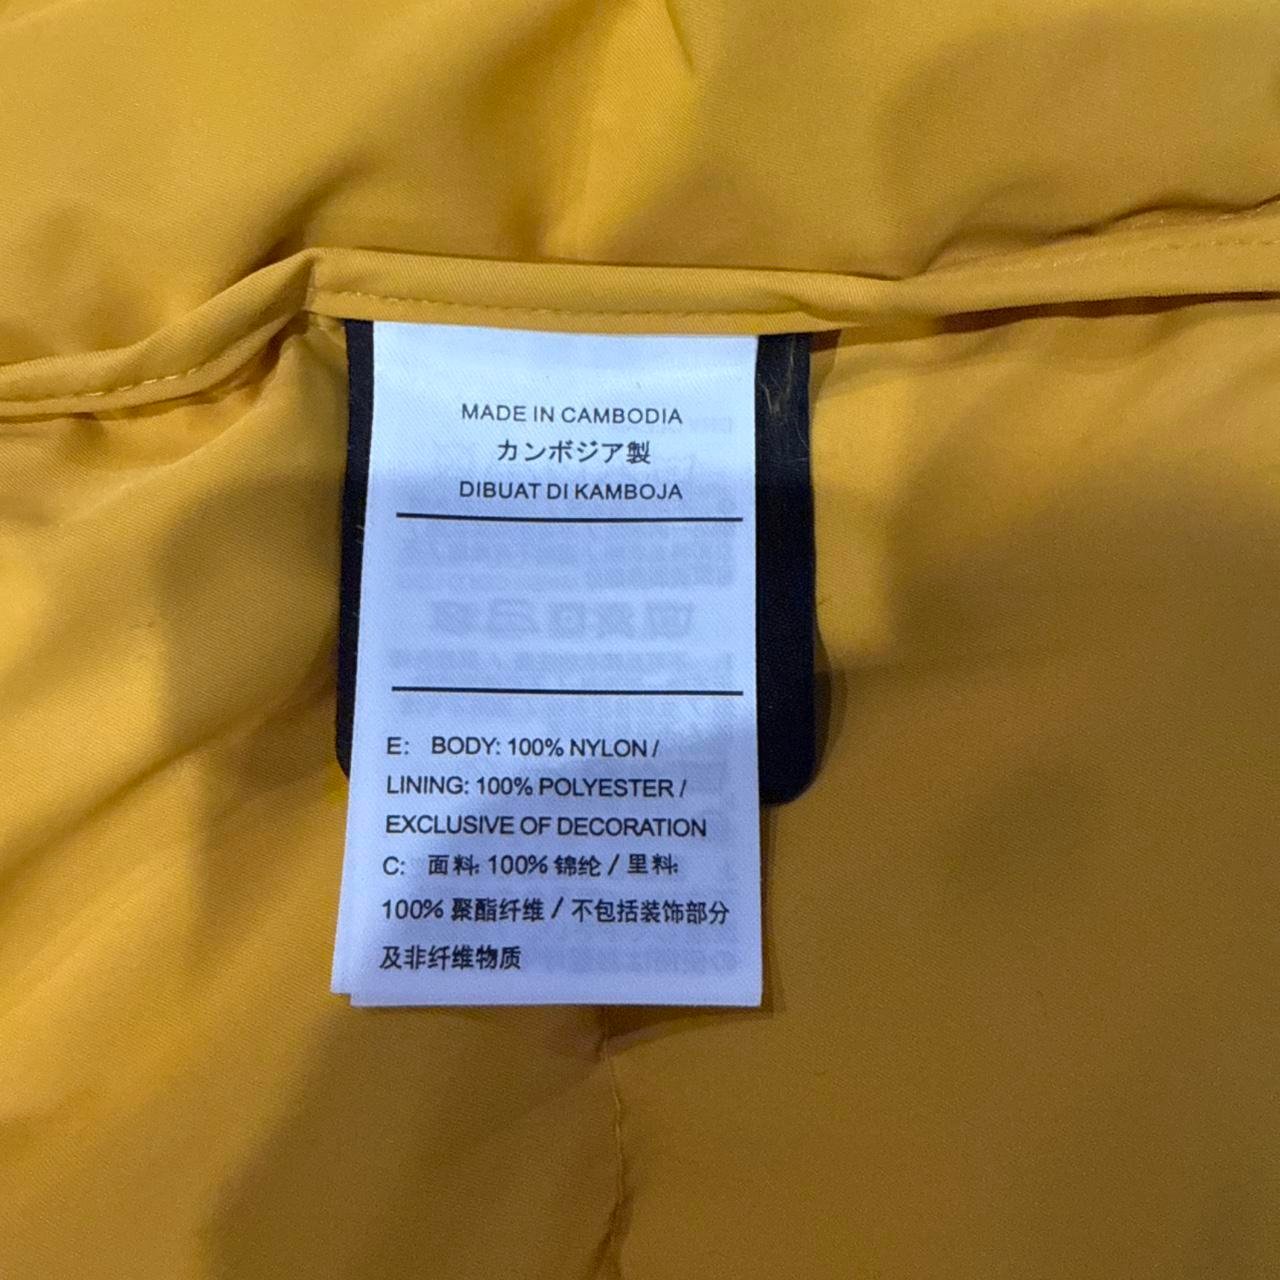 MADE IN CAMBODIA
カンボジア製
DIBUAT DI KAMBOJA
E: BODY: 100% NYLON /
LINING: 100% POLYESTER /
EXCLUSIVE OF DECORATION
C: 面料: 100% 锦纶 / 里料:
100% 聚酯纤维 / 不包括装饰部分
及非纤维物质